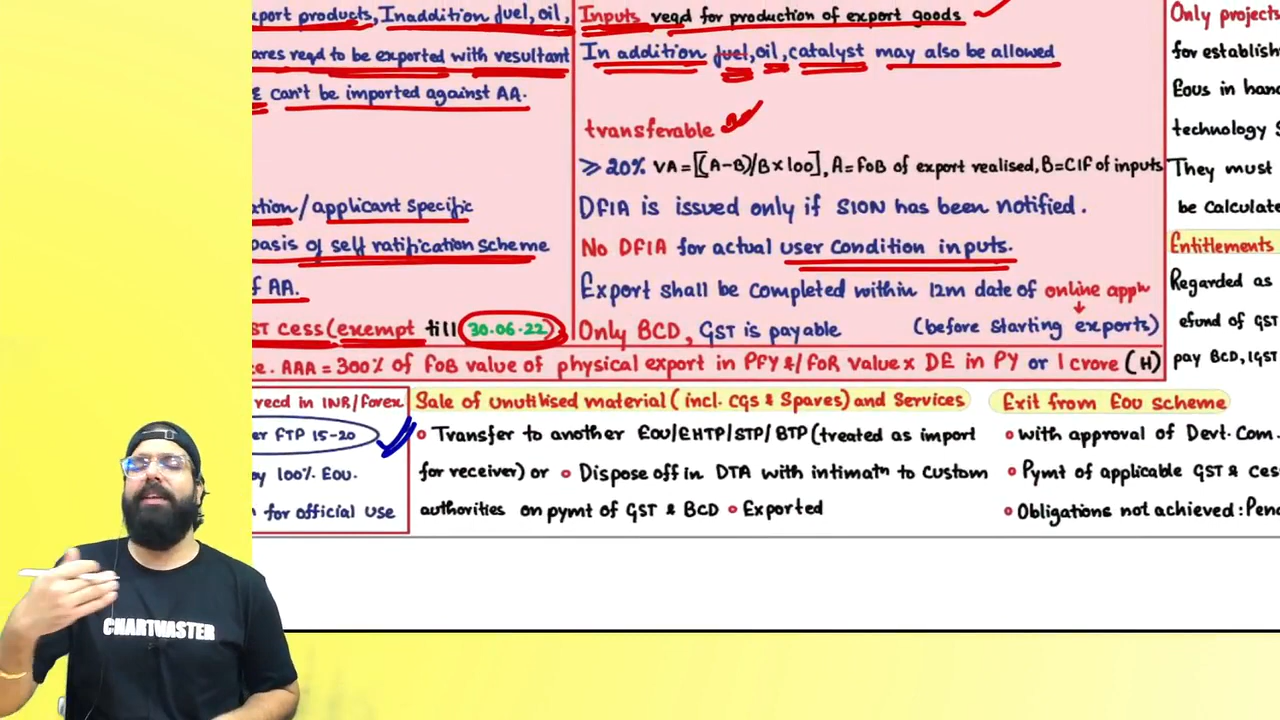 xport products, Inaddition fuel, oil,
ares reqd to be exported with resultant
E can't be imported against AA.
ation/applicant specific
basis of self ratification scheme
f AA.
ST cess (exempt till 30.06.22)
Inputs reqd for production of export goods
In addition fuel, oil, catalyst may also be allowed
transferable
≥ 20% VA = [(A-B)/B x 100], A = FOB of export realised, B = CIF of inputs
DFIA is issued only if SION has been notified.
No DFIA for actual user condition inputs.
Export shall be completed within 12m date of online appln
Only BCD, GST is payable (before starting exports)
e. AAA = 300% of FOB value of physical export in PFY &/ FOR value x DE in PY or 1 crore (H)
Only projects
for establish
EOUs in hand
technology S
They must
be calculate
Entitlements
Regarded as
efund of GST
pay BCD, IGST
recd in INR/Forex
er FTP 15-20
by 100% EOU.
for official use
Sale of unutilised material (incl. CGs & Spares) and Services
Transfer to another EOU/EHTP/STP/BTP (treated as import
for receiver) or Dispose off in DTA with intimatn to Custom
authorities on pymt of GST & BCD Exported
Exit from EOU scheme
with approval of Devt. Com.
Pymt of applicable GST & ces
Obligations not achieved: Pen
CHARTMASTER